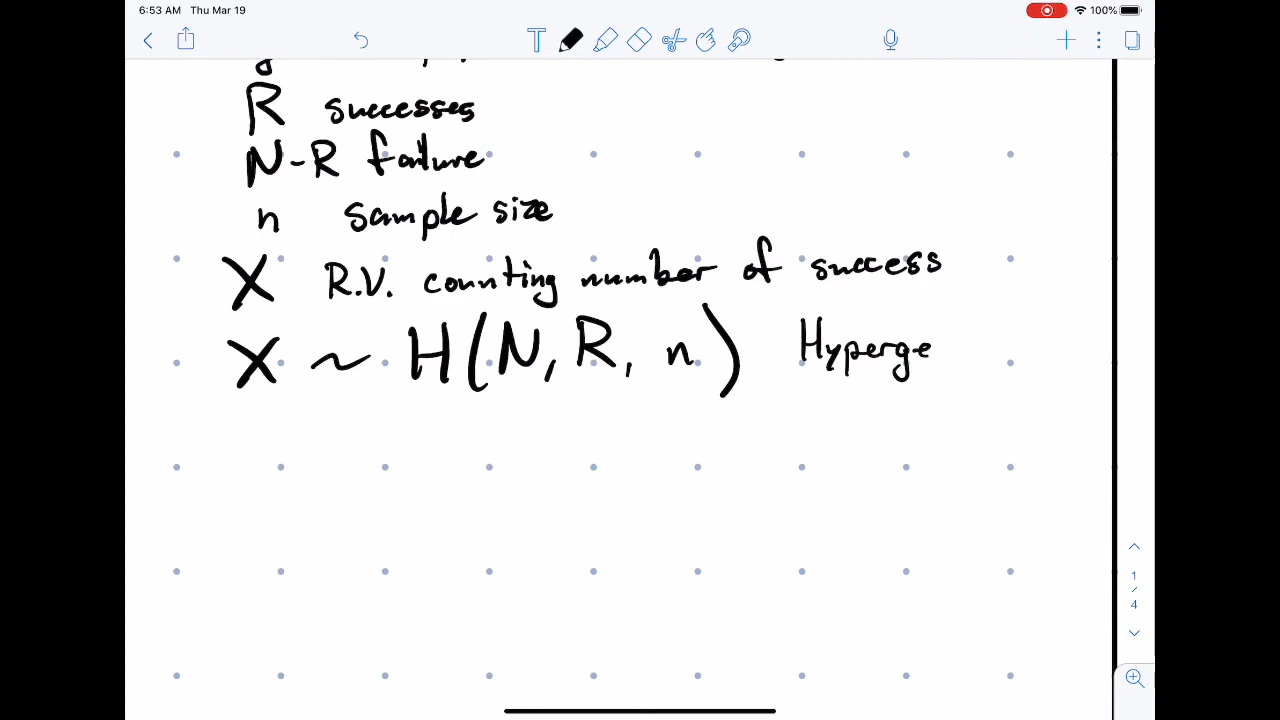 6:53 AM Thu Mar 19
100%
T
R successes
N-R failure
n sample size
X R.V. counting number of success
X ~ H(N, R, n) Hyperge
1
/
4